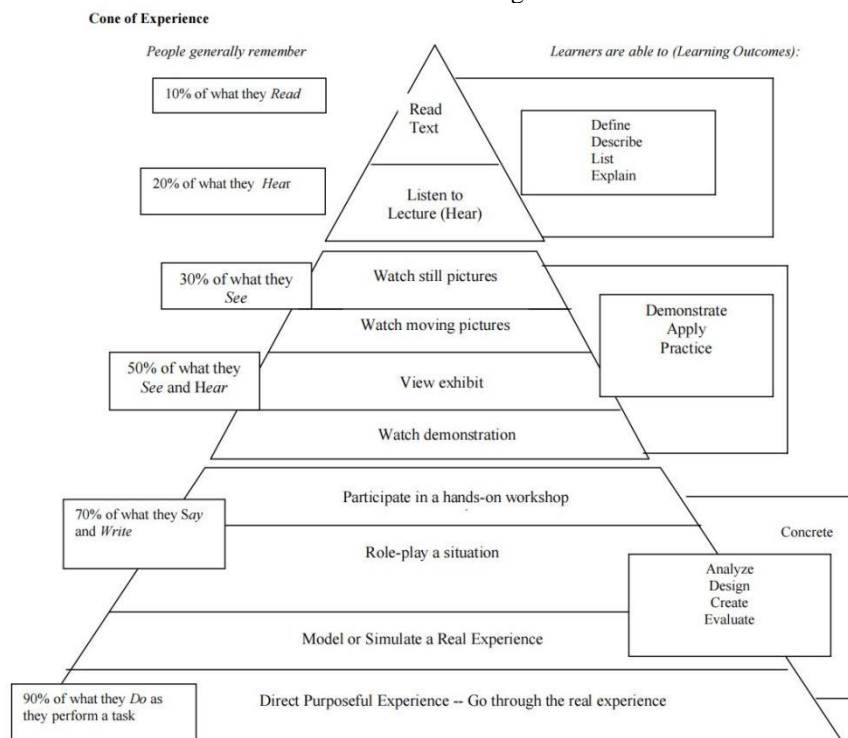 Cone of Experience
People generally remember
Learners are able to (Learning Outcomes):
10% of what they Read
Read
Text
Define
Describe
List
Explain
20% of what they Hear
Listen to
Lecture (Hear)
30% of what they
See
Watch still pictures
Watch moving pictures
Demonstrate
Apply
Practice
50% of what they
See and Hear
View exhibit
Watch demonstration
Participate in a hands-on workshop
70% of what they Say
and Write
Concrete
Role-play a situation
Analyze
Design
Create
Evaluate
Model or Simulate a Real Experience
90% of what they Do as
they perform a task
Direct Purposeful Experience -- Go through the real experience